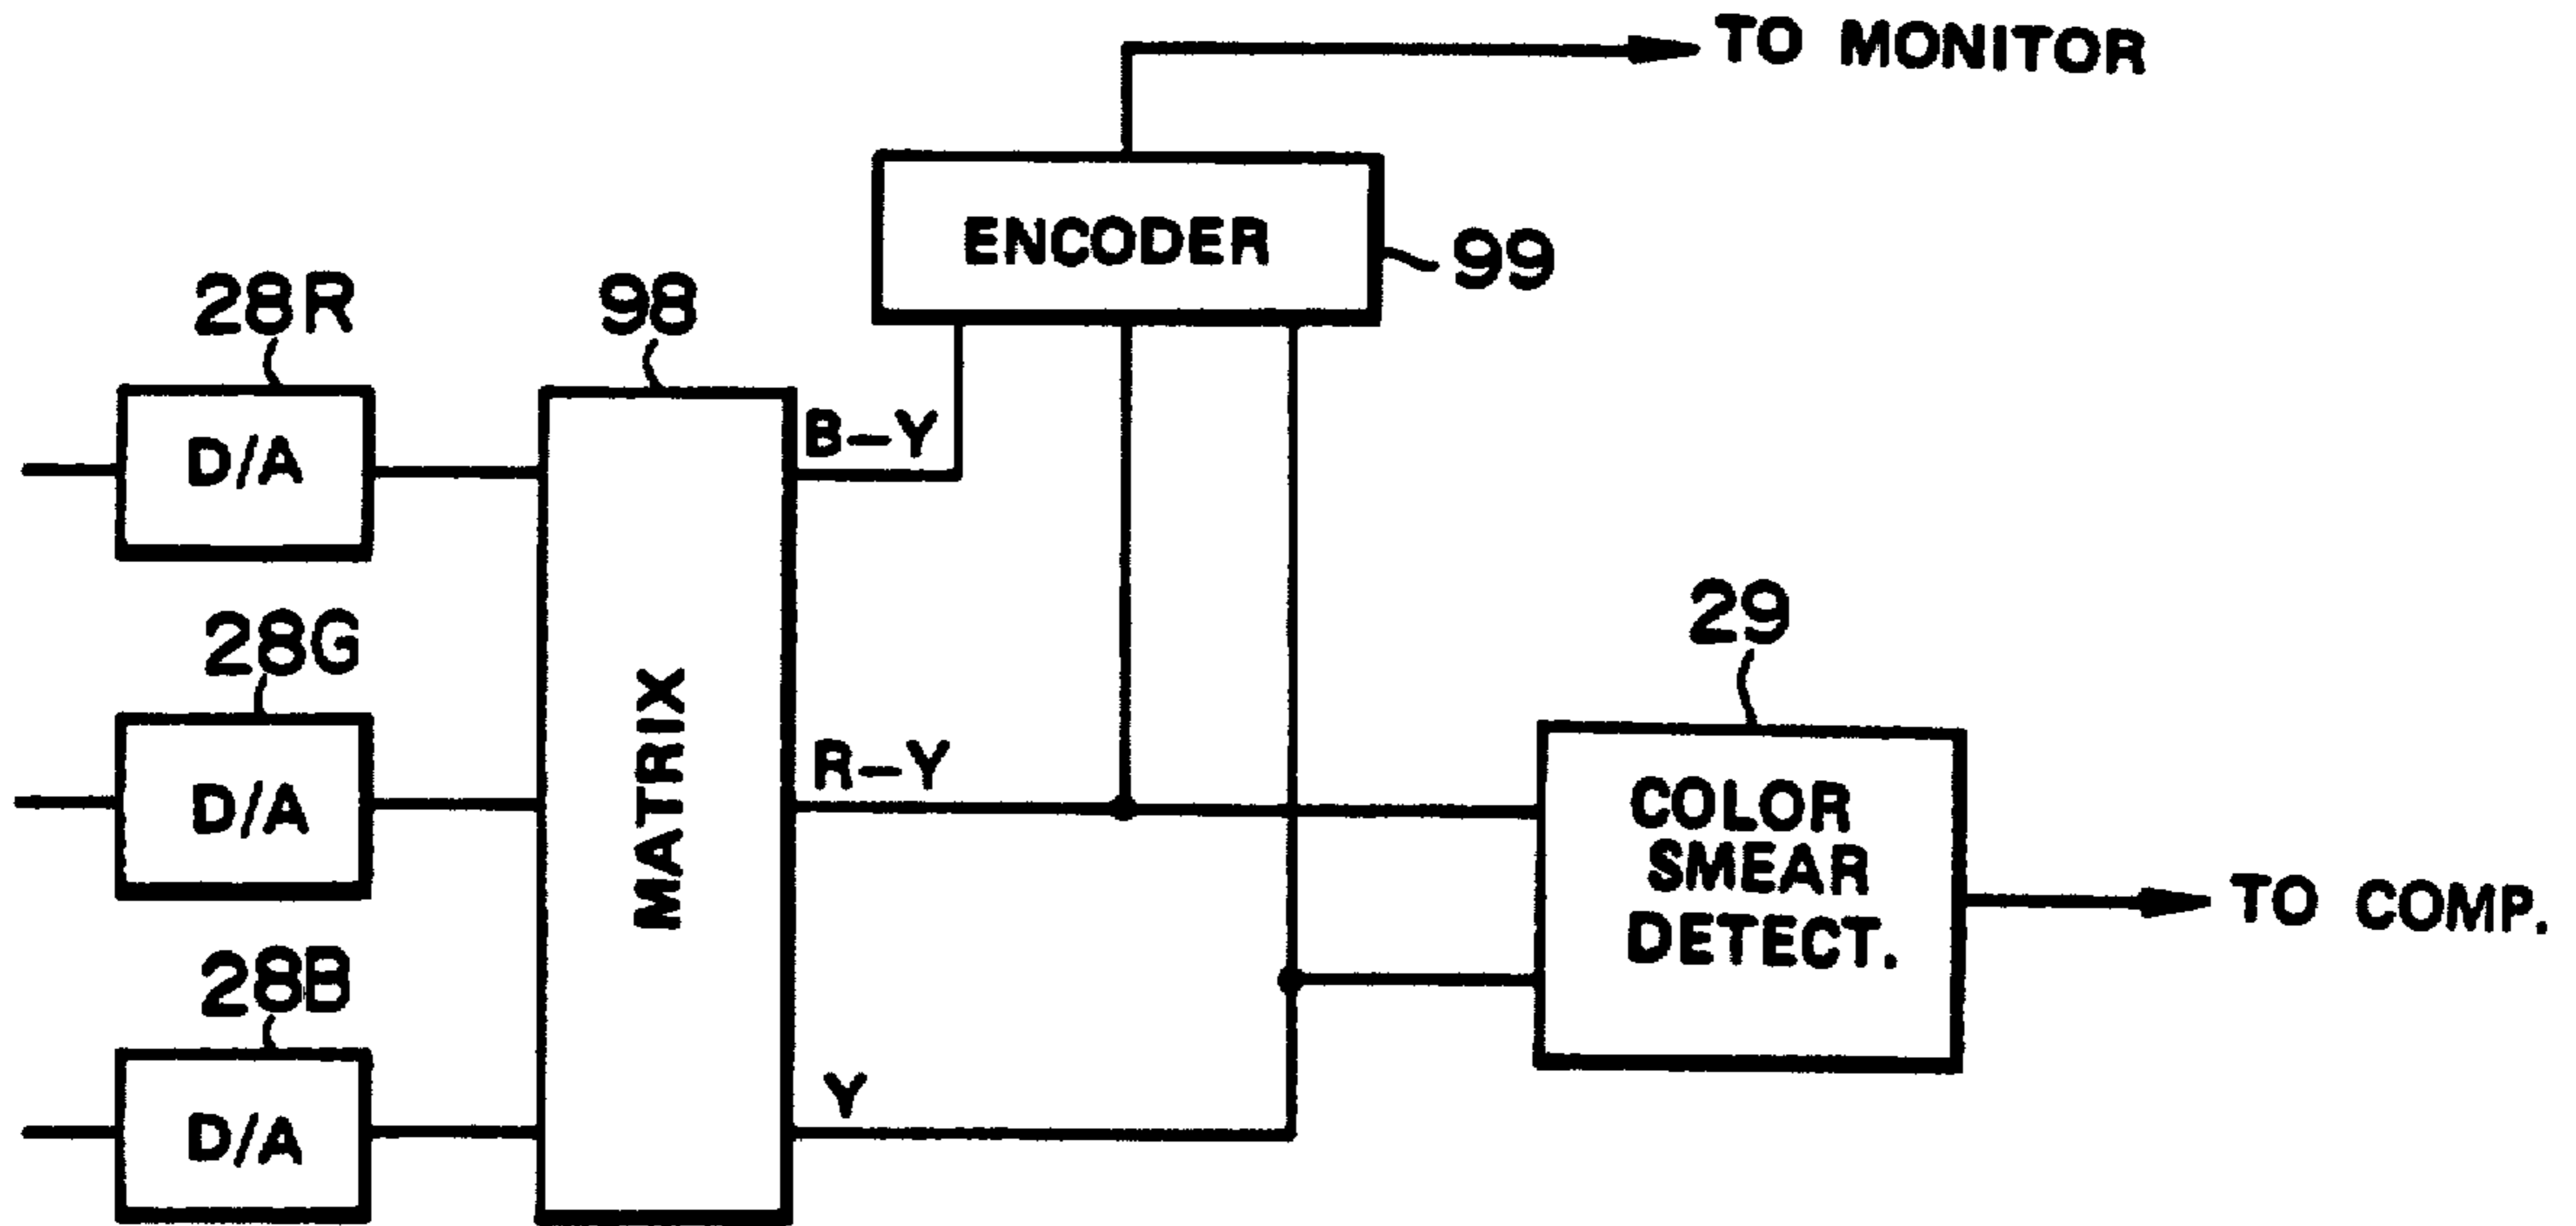 TO MONITOR
ENCODER
99
28R
98
D/A
B-Y
28G
29
D/A
MATRIX
R-Y
COLOR
SMEAR
DETECT.
TO COMP.
28B
D/A
Y